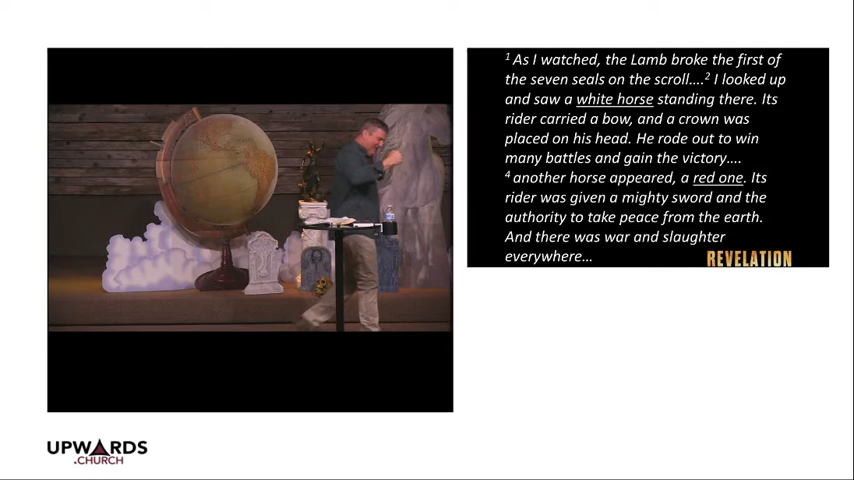 ¹ As I watched, the Lamb broke the first of
the seven seals on the scroll….² I looked up
and saw a white horse standing there. Its
rider carried a bow, and a crown was
placed on his head. He rode out to win
many battles and gain the victory….
⁴ another horse appeared, a red one. Its
rider was given a mighty sword and the
authority to take peace from the earth.
And there was war and slaughter
everywhere…
REVELATION
UPWARDS
.CHURCH